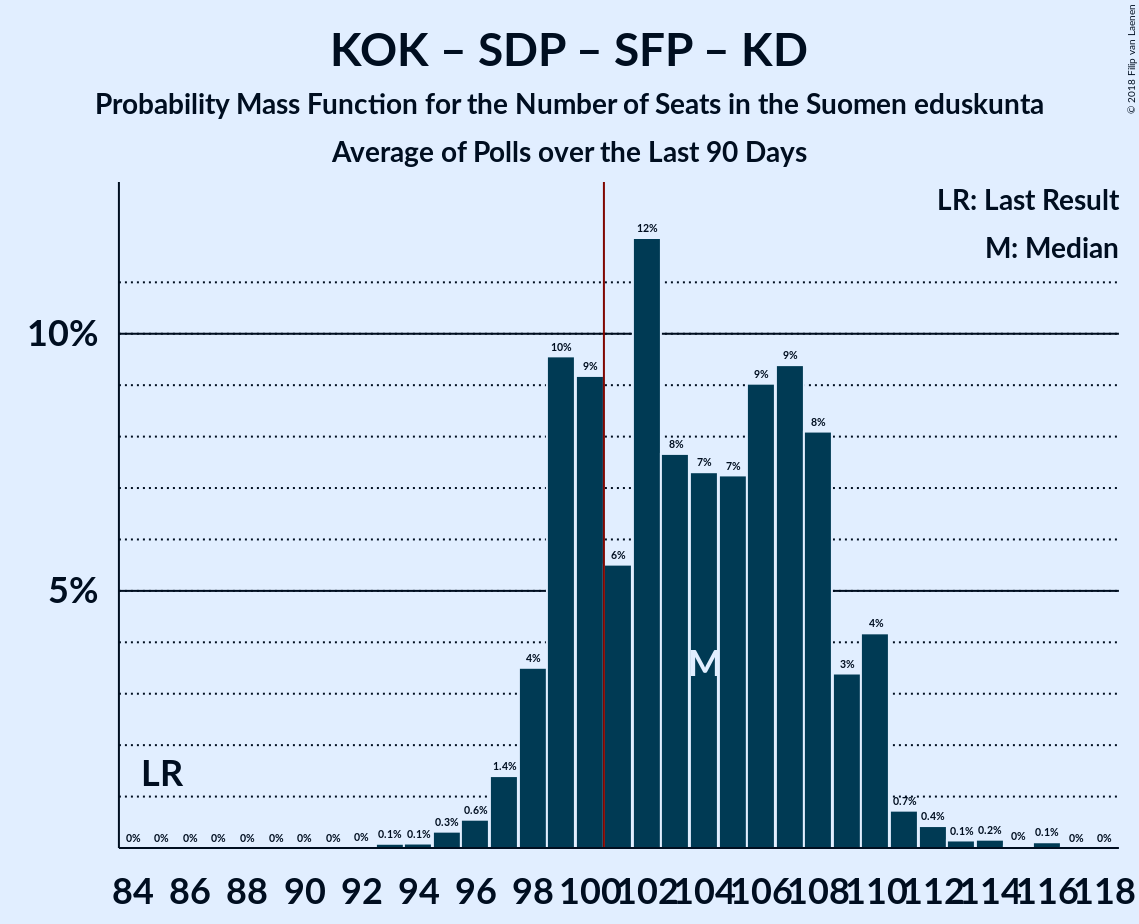 KOK – SDP – SFP – KD
Probability Mass Function for the Number of Seats in the Suomen eduskunta
Average of Polls over the Last 90 Days
© 2018 Filip van Laenen
LR: Last Result
M: Median
10%
5%
LR
M
0% 0% 0% 0% 0% 0% 0% 0% 0% 0.1% 0.1% 0.3% 0.6% 1.4% 4% 10% 9% 6% 12% 8% 7% 7% 9% 9% 8% 3% 4% 0.7% 0.4% 0.1% 0.2% 0% 0.1% 0% 0%
84 86 88 90 92 94 96 98 100 102 104 106 108 110 112 114 116 118